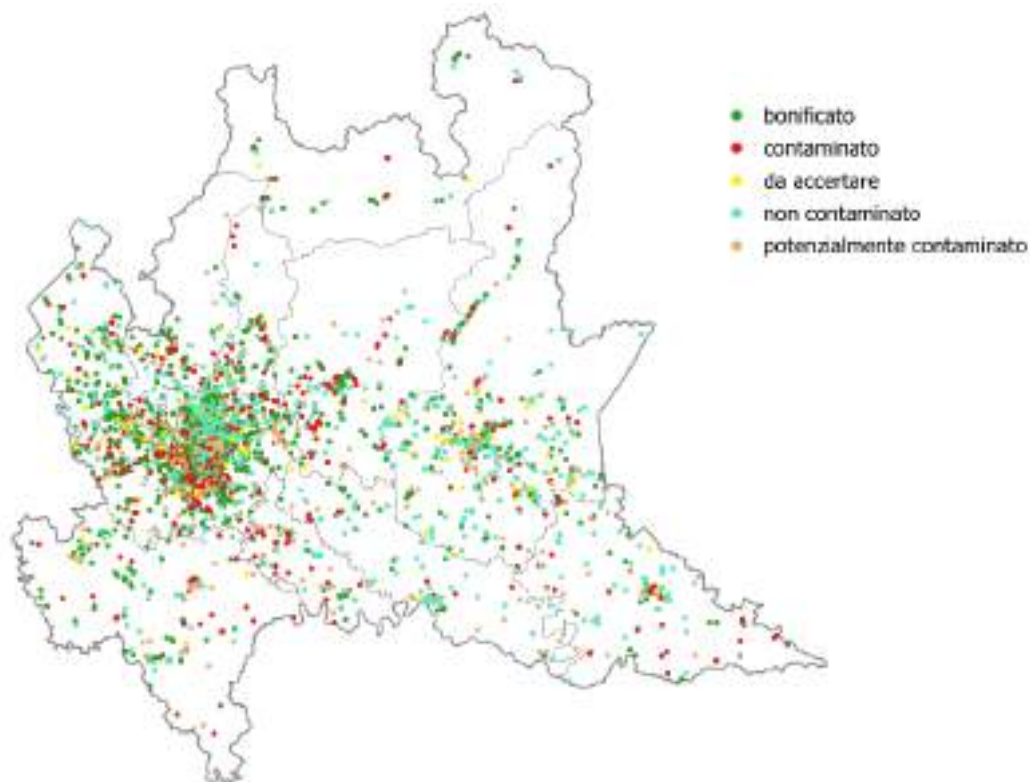 bonificato
contaminato
da accertare
non contaminato
potenzialmente contaminato